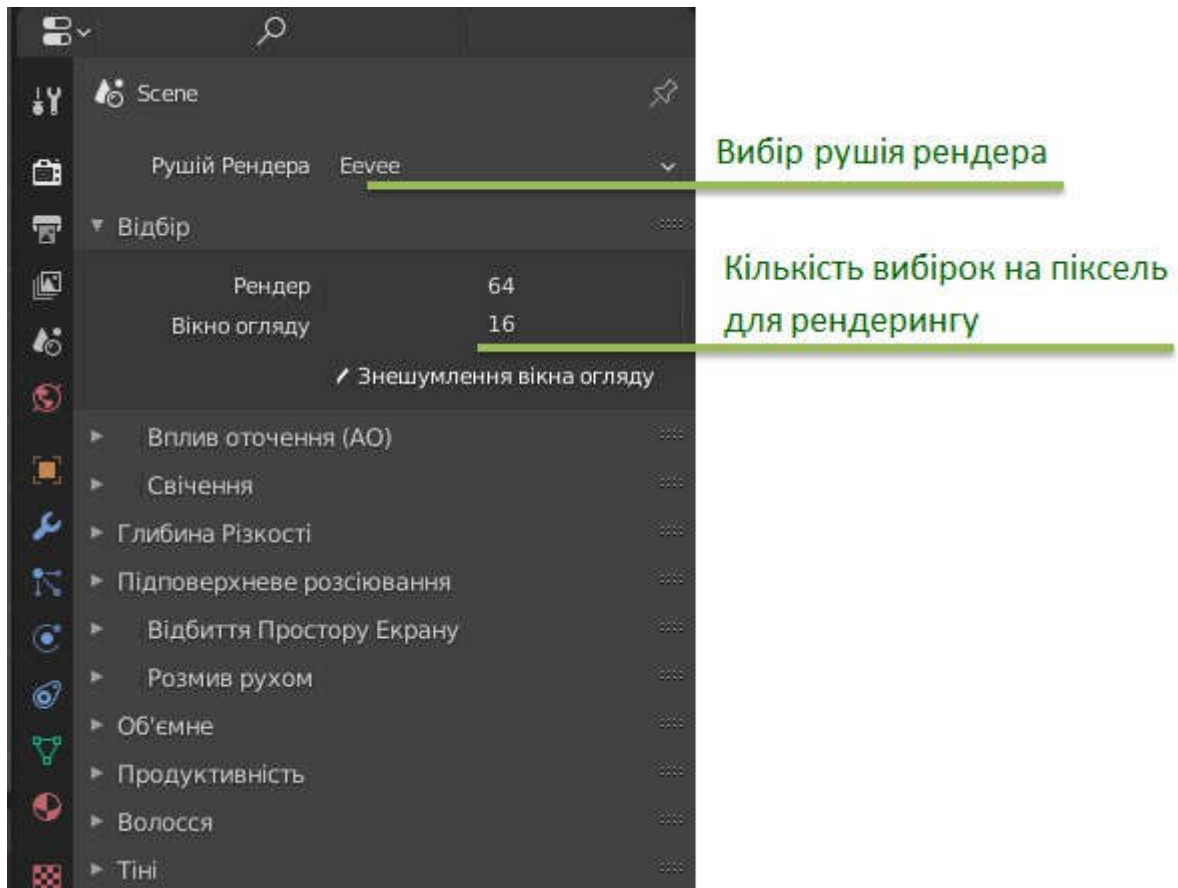 Scene
Рушій Рендера Eevee
Вибір рушія рендера
Відбір
Рендер 64
Вікно огляду 16
Кількість вибірок на піксель
для рендерингу
Знешумлення вікна огляду
Вплив оточення (АО)
Свічення
Глибина Різкості
Підповерхневе розсіювання
Відбиття Простору Екрану
Розмив рухом
Об'ємне
Продуктивність
Волосся
Тіні